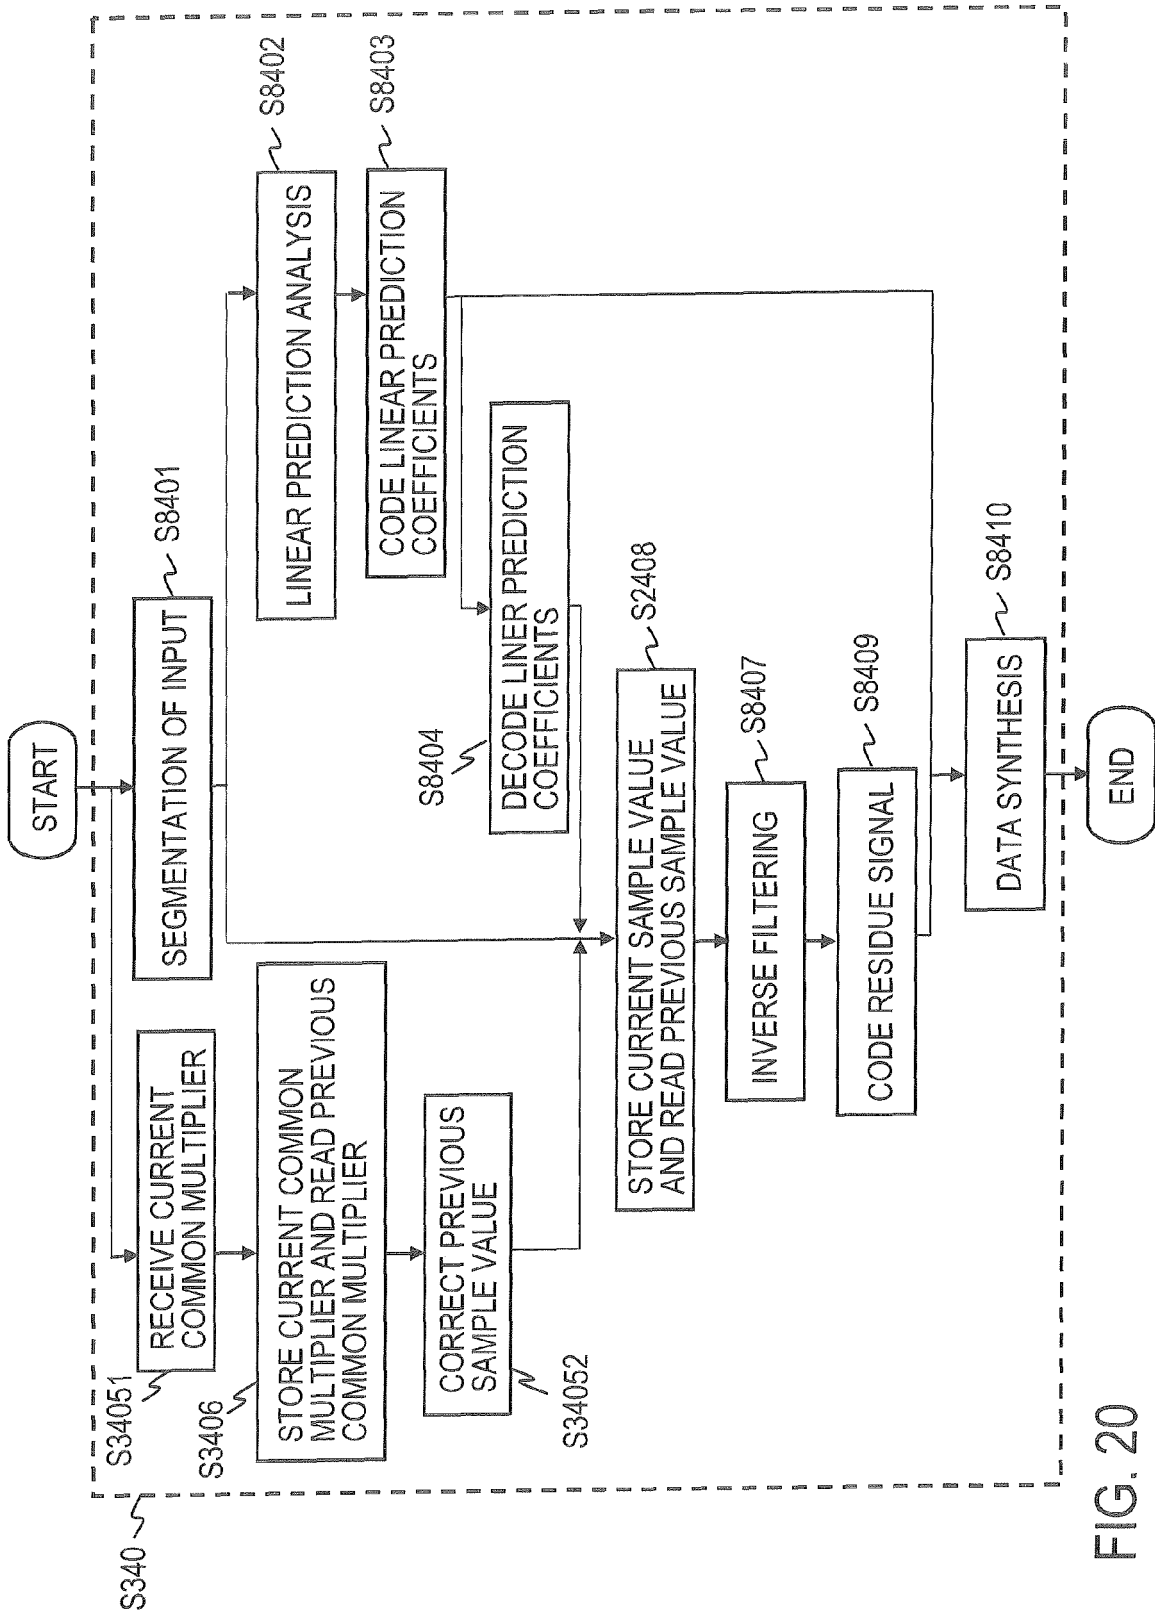 S340
START
S34051
RECEIVE CURRENT
COMMON MULTIPLIER
SEGMENTATION OF INPUT
S8401
S3406
STORE CURRENT COMMON
MULTIPLIER AND READ PREVIOUS
COMMON MULTIPLIER
LINEAR PREDICTION ANALYSIS
S8402
CORRECT PREVIOUS
SAMPLE VALUE
S34052
CODE LINEAR PREDICTION
COEFFICIENTS
S8403
S8404
DECODE LINER PREDICTION
COEFFICIENTS
STORE CURRENT SAMPLE VALUE
AND READ PREVIOUS SAMPLE VALUE
S2408
INVERSE FILTERING
S8407
CODE RESIDUE SIGNAL
S8409
DATA SYNTHESIS
S8410
END
FIG. 20